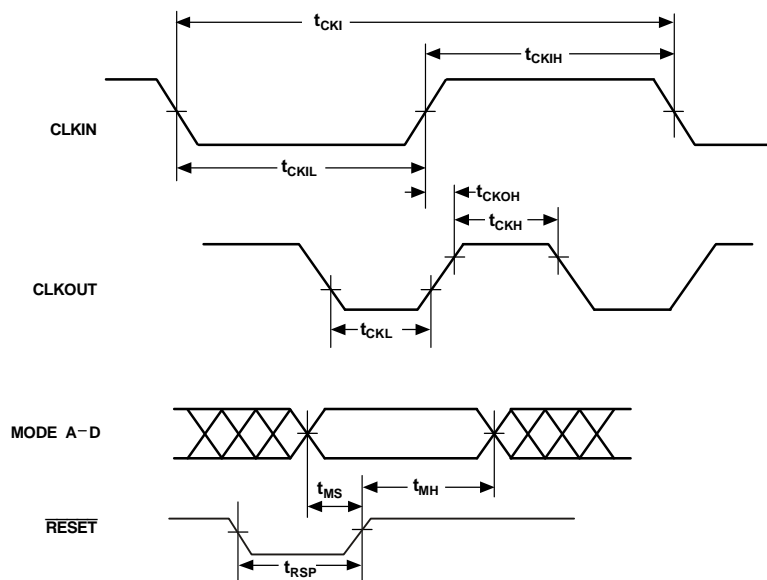 tCKI
tCKIH
CLKIN
tCKIL
tCKOH
tCKH
CLKOUT
tCKL
MODE A–D
tMS
tMH
RESET
tRSP